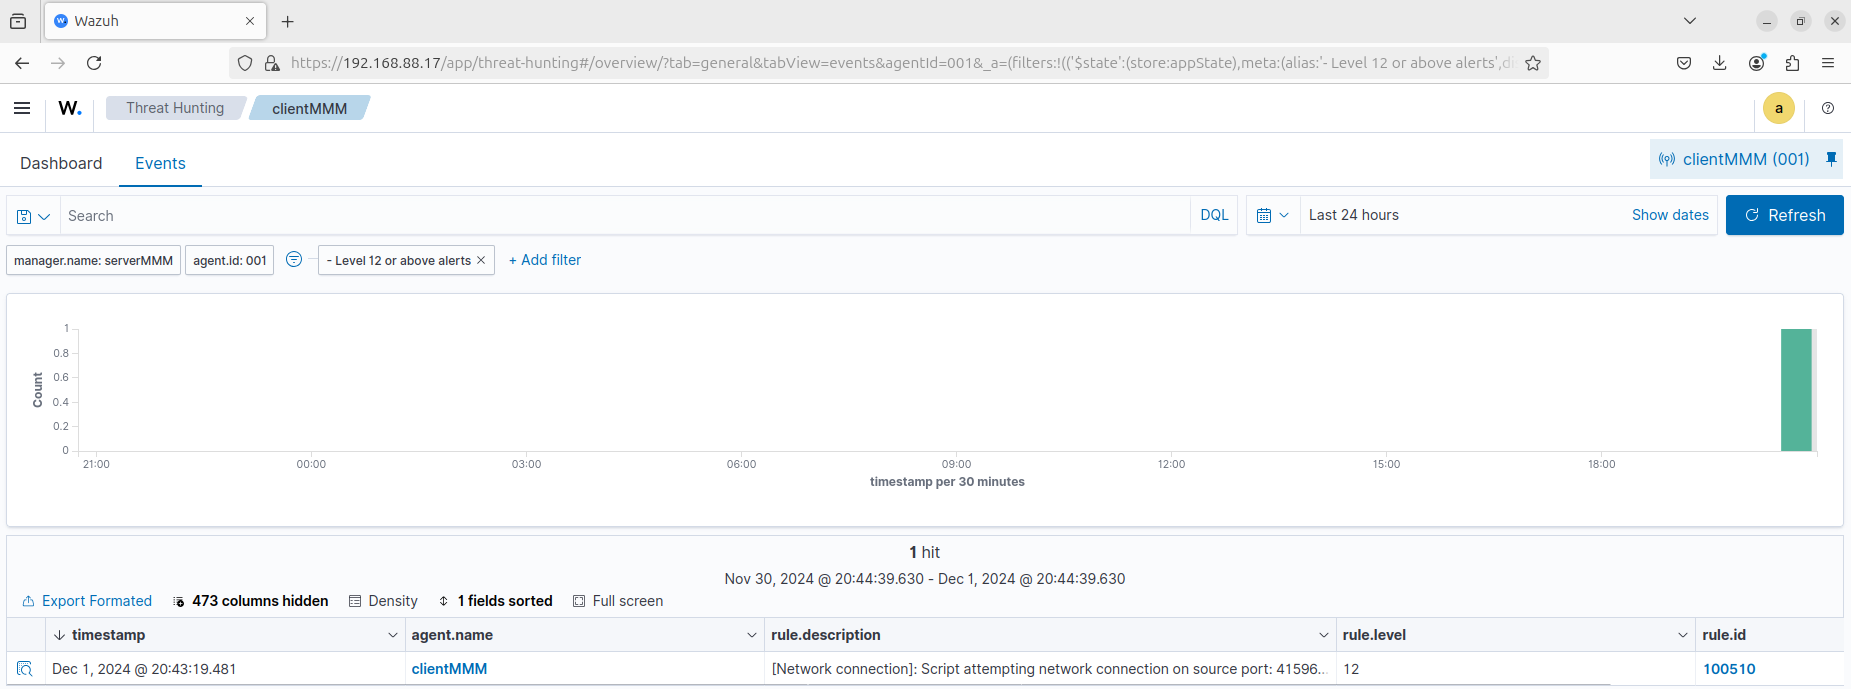 Wazuh
https://192.168.88.17/app/threat-hunting#/overview/?tab=general&tabView=events&agentId=001&_a=(filters:!(('$state':(store:appState),meta:(alias:'- Level 12 or above alerts',di
W.
Threat Hunting
clientMMM
a
Dashboard
Events
clientMMM (001)
Search
DQL
Last 24 hours
Show dates
Refresh
manager.name: serverMMM
agent.id: 001
- Level 12 or above alerts
+ Add filter
Count
1
0.8
0.6
0.4
0.2
0
21:00 00:00 03:00 06:00 09:00 12:00 15:00 18:00
timestamp per 30 minutes
1 hit
Nov 30, 2024 @ 20:44:39.630 - Dec 1, 2024 @ 20:44:39.630
Export Formated 473 columns hidden Density 1 fields sorted Full screen
timestamp agent.name rule.description rule.level rule.id
Dec 1, 2024 @ 20:43:19.481 clientMMM [Network connection]: Script attempting network connection on source port: 41596... 12 100510